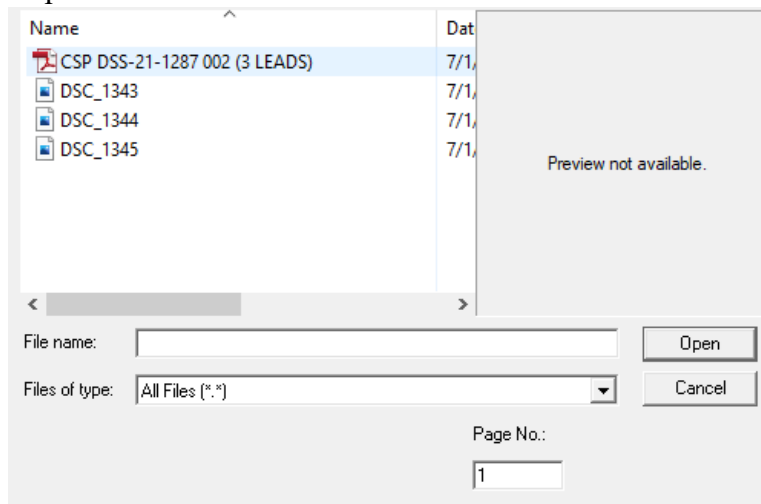 Name Dat
CSP DSS-21-1287 002 (3 LEADS) 7/1,
DSC_1343 7/1,
DSC_1344 7/1,
DSC_1345 7/1,
Preview not available.
File name: Open
Files of type: All Files (*.*) Cancel
Page No.:
1